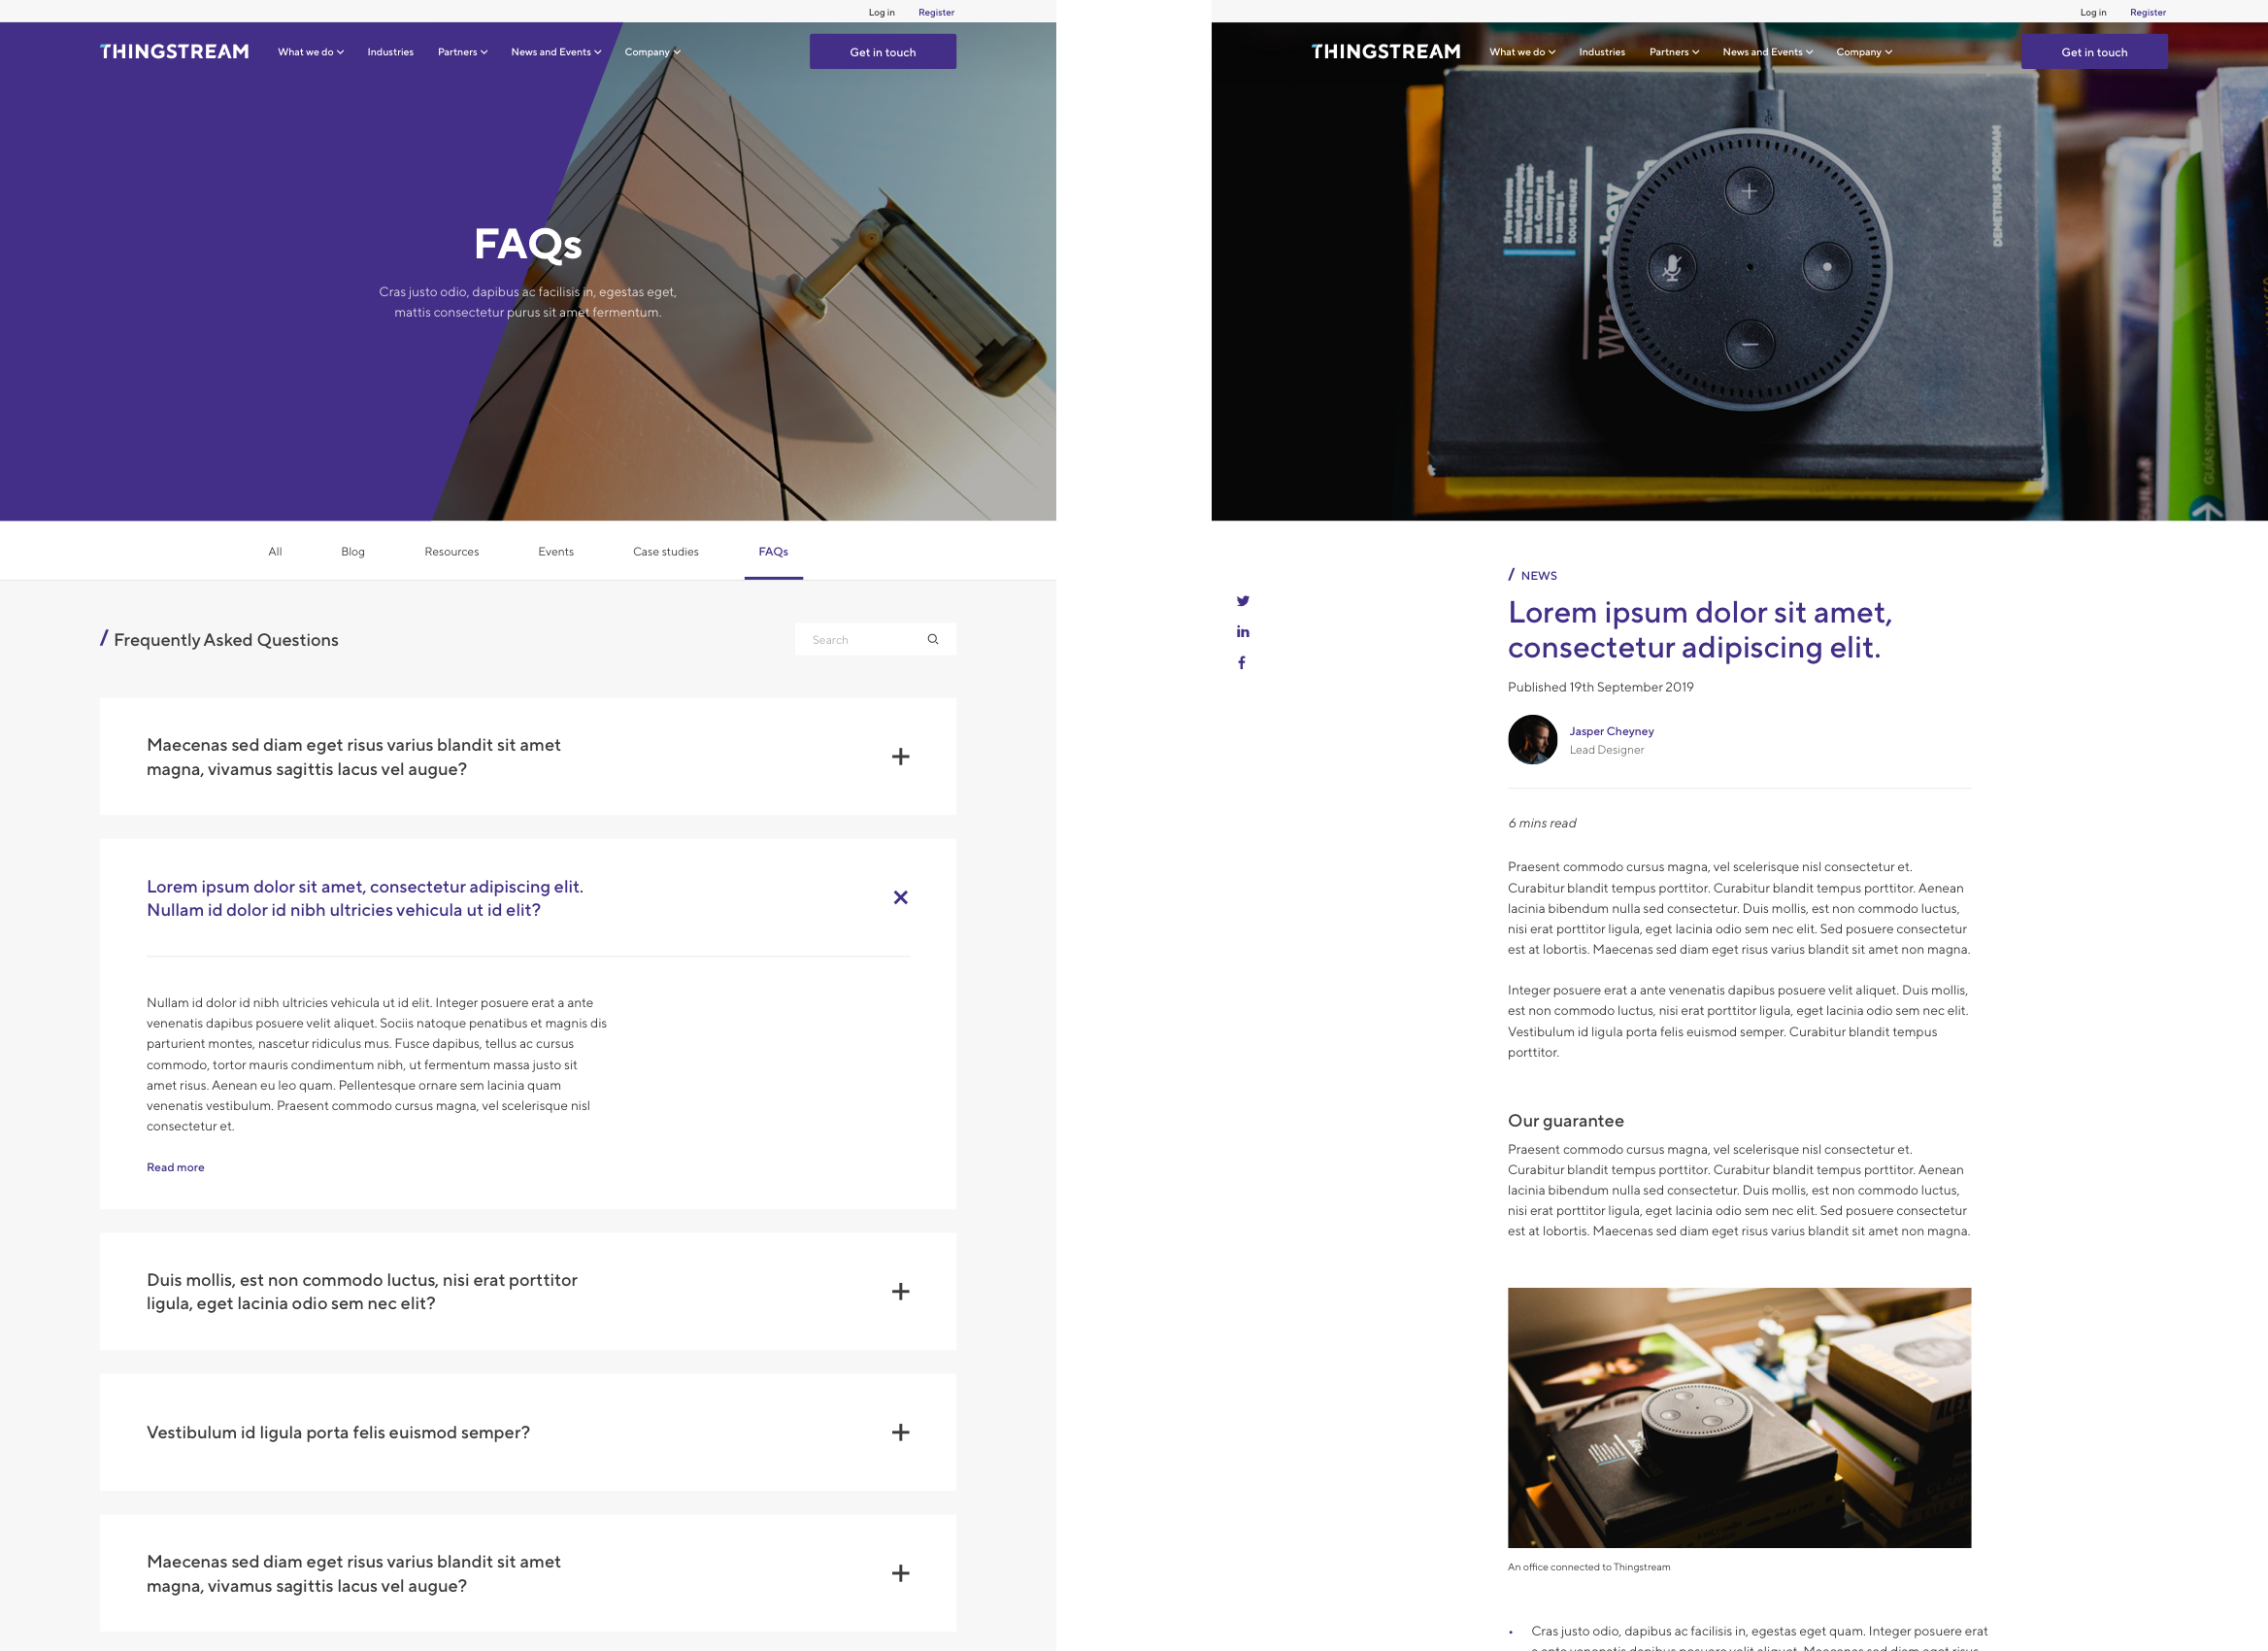 Log in Register
THINGSTREAM What we do Industries Partners News and Events Company Get in touch
FAQs
Cras justo odio, dapibus ac facilisis in, egestas eget,
mattis consectetur purus sit amet fermentum.
All Blog Resources Events Case studies FAQs
/ Frequently Asked Questions
Search
Maecenas sed diam eget risus varius blandit sit amet
magna, vivamus sagittis lacus vel augue?
Lorem ipsum dolor sit amet, consectetur adipiscing elit.
Nullam id dolor id nibh ultricies vehicula ut id elit?
Nullam id dolor id nibh ultricies vehicula ut id elit. Integer posuere erat a ante
venenatis dapibus posuere velit aliquet. Sociis natoque penatibus et magnis dis
parturient montes, nascetur ridiculus mus. Fusce dapibus, tellus ac cursus
commodo, tortor mauris condimentum nibh, ut fermentum massa justo sit
amet risus. Aenean eu leo quam. Pellentesque ornare sem lacinia quam
venenatis vestibulum. Praesent commodo cursus magna, vel scelerisque nisl
consectetur et.
Read more
Duis mollis, est non commodo luctus, nisi erat porttitor
ligula, eget lacinia odio sem nec elit?
Vestibulum id ligula porta felis euismod semper?
Maecenas sed diam eget risus varius blandit sit amet
magna, vivamus sagittis lacus vel augue?
Log in Register
THINGSTREAM What we do Industries Partners News and Events Company Get in touch
DOUG MENUEZ
DEMETRIUS FORDHAM
/ NEWS
Lorem ipsum dolor sit amet,
consectetur adipiscing elit.
Published 19th September 2019
Jasper Cheyney
Lead Designer
6 mins read
Praesent commodo cursus magna, vel scelerisque nisl consectetur et.
Curabitur blandit tempus porttitor. Curabitur blandit tempus porttitor. Aenean
lacinia bibendum nulla sed consectetur. Duis mollis, est non commodo luctus,
nisi erat porttitor ligula, eget lacinia odio sem nec elit. Sed posuere consectetur
est at lobortis. Maecenas sed diam eget risus varius blandit sit amet non magna.
Integer posuere erat a ante venenatis dapibus posuere velit aliquet. Duis mollis,
est non commodo luctus, nisi erat porttitor ligula, eget lacinia odio sem nec elit.
Vestibulum id ligula porta felis euismod semper. Curabitur blandit tempus
porttitor.
Our guarantee
Praesent commodo cursus magna, vel scelerisque nisl consectetur et.
Curabitur blandit tempus porttitor. Curabitur blandit tempus porttitor. Aenean
lacinia bibendum nulla sed consectetur. Duis mollis, est non commodo luctus,
nisi erat porttitor ligula, eget lacinia odio sem nec elit. Sed posuere consectetur
est at lobortis. Maecenas sed diam eget risus varius blandit sit amet non magna.
An office connected to Thingstream
• Cras justo odio, dapibus ac facilisis in, egestas eget quam. Integer posuere erat